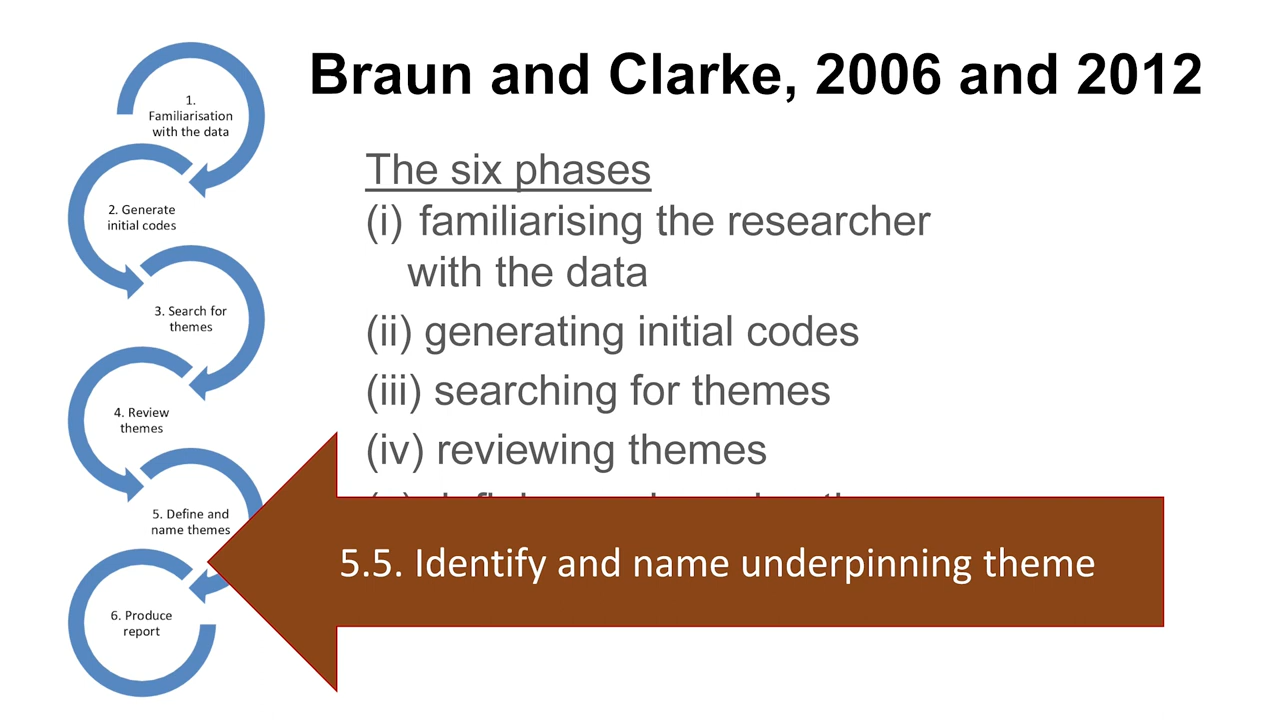 Braun and Clarke, 2006 and 2012
1.
Familiarisation
with the data
2. Generate
initial codes
3. Search for
themes
4. Review
themes
5. Define and
name themes
6. Produce
report
The six phases
(i) familiarising the researcher
with the data
(ii) generating initial codes
(iii) searching for themes
(iv) reviewing themes
5.5. Identify and name underpinning theme